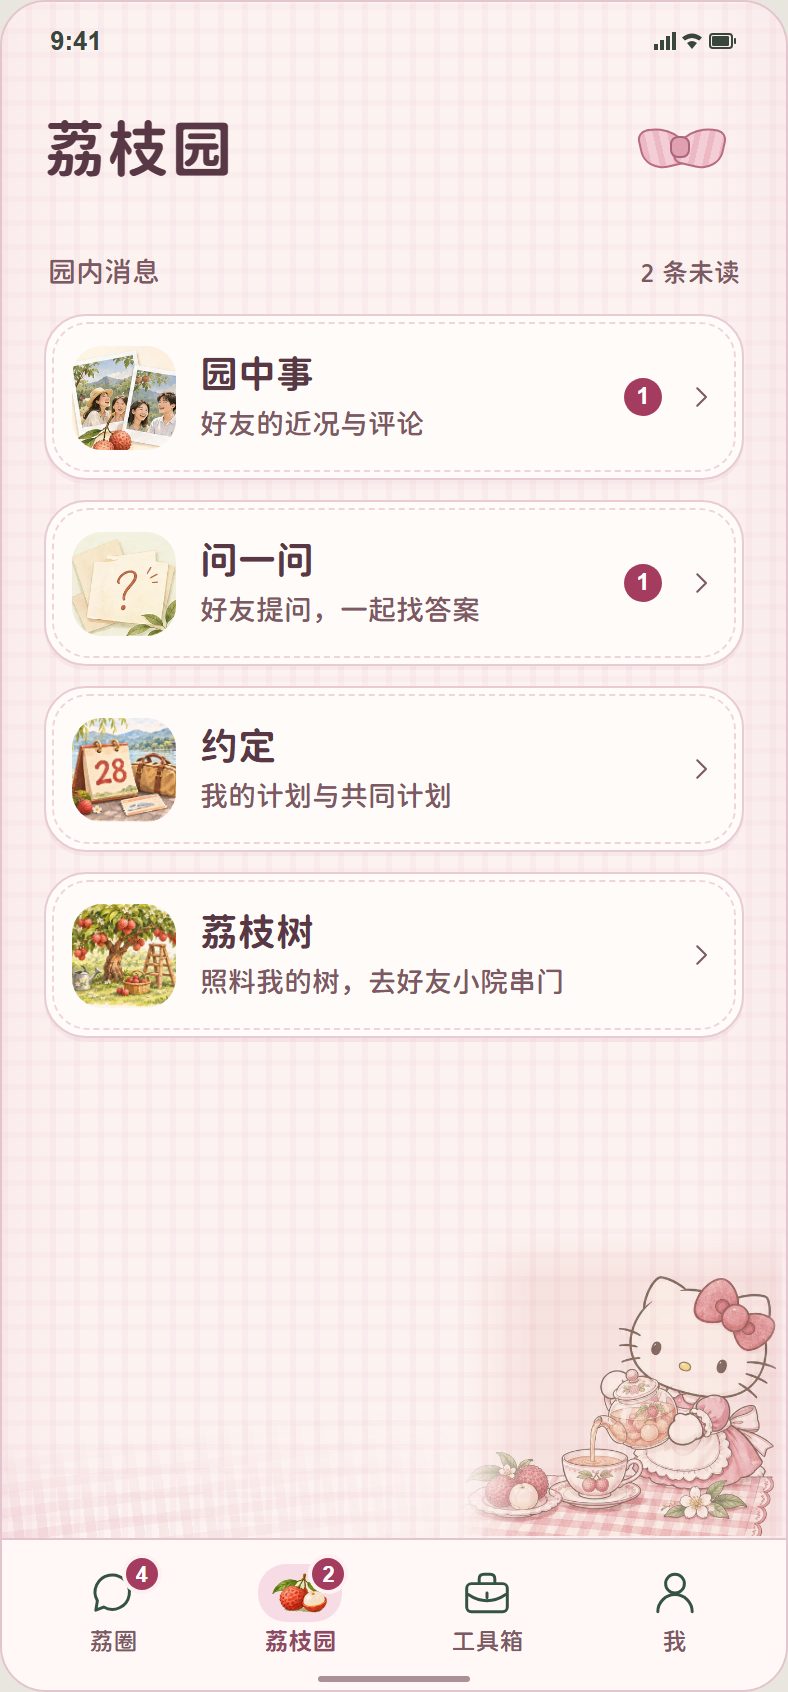 9:41
荔枝园
园内消息
2 条未读
园中事
好友的近况与评论
1
?
问一问
好友提问，一起找答案
1
28
约定
我的计划与共同计划
荔枝树
照料我的树，去好友小院串门
4
2
荔圈
荔枝园
工具箱
我